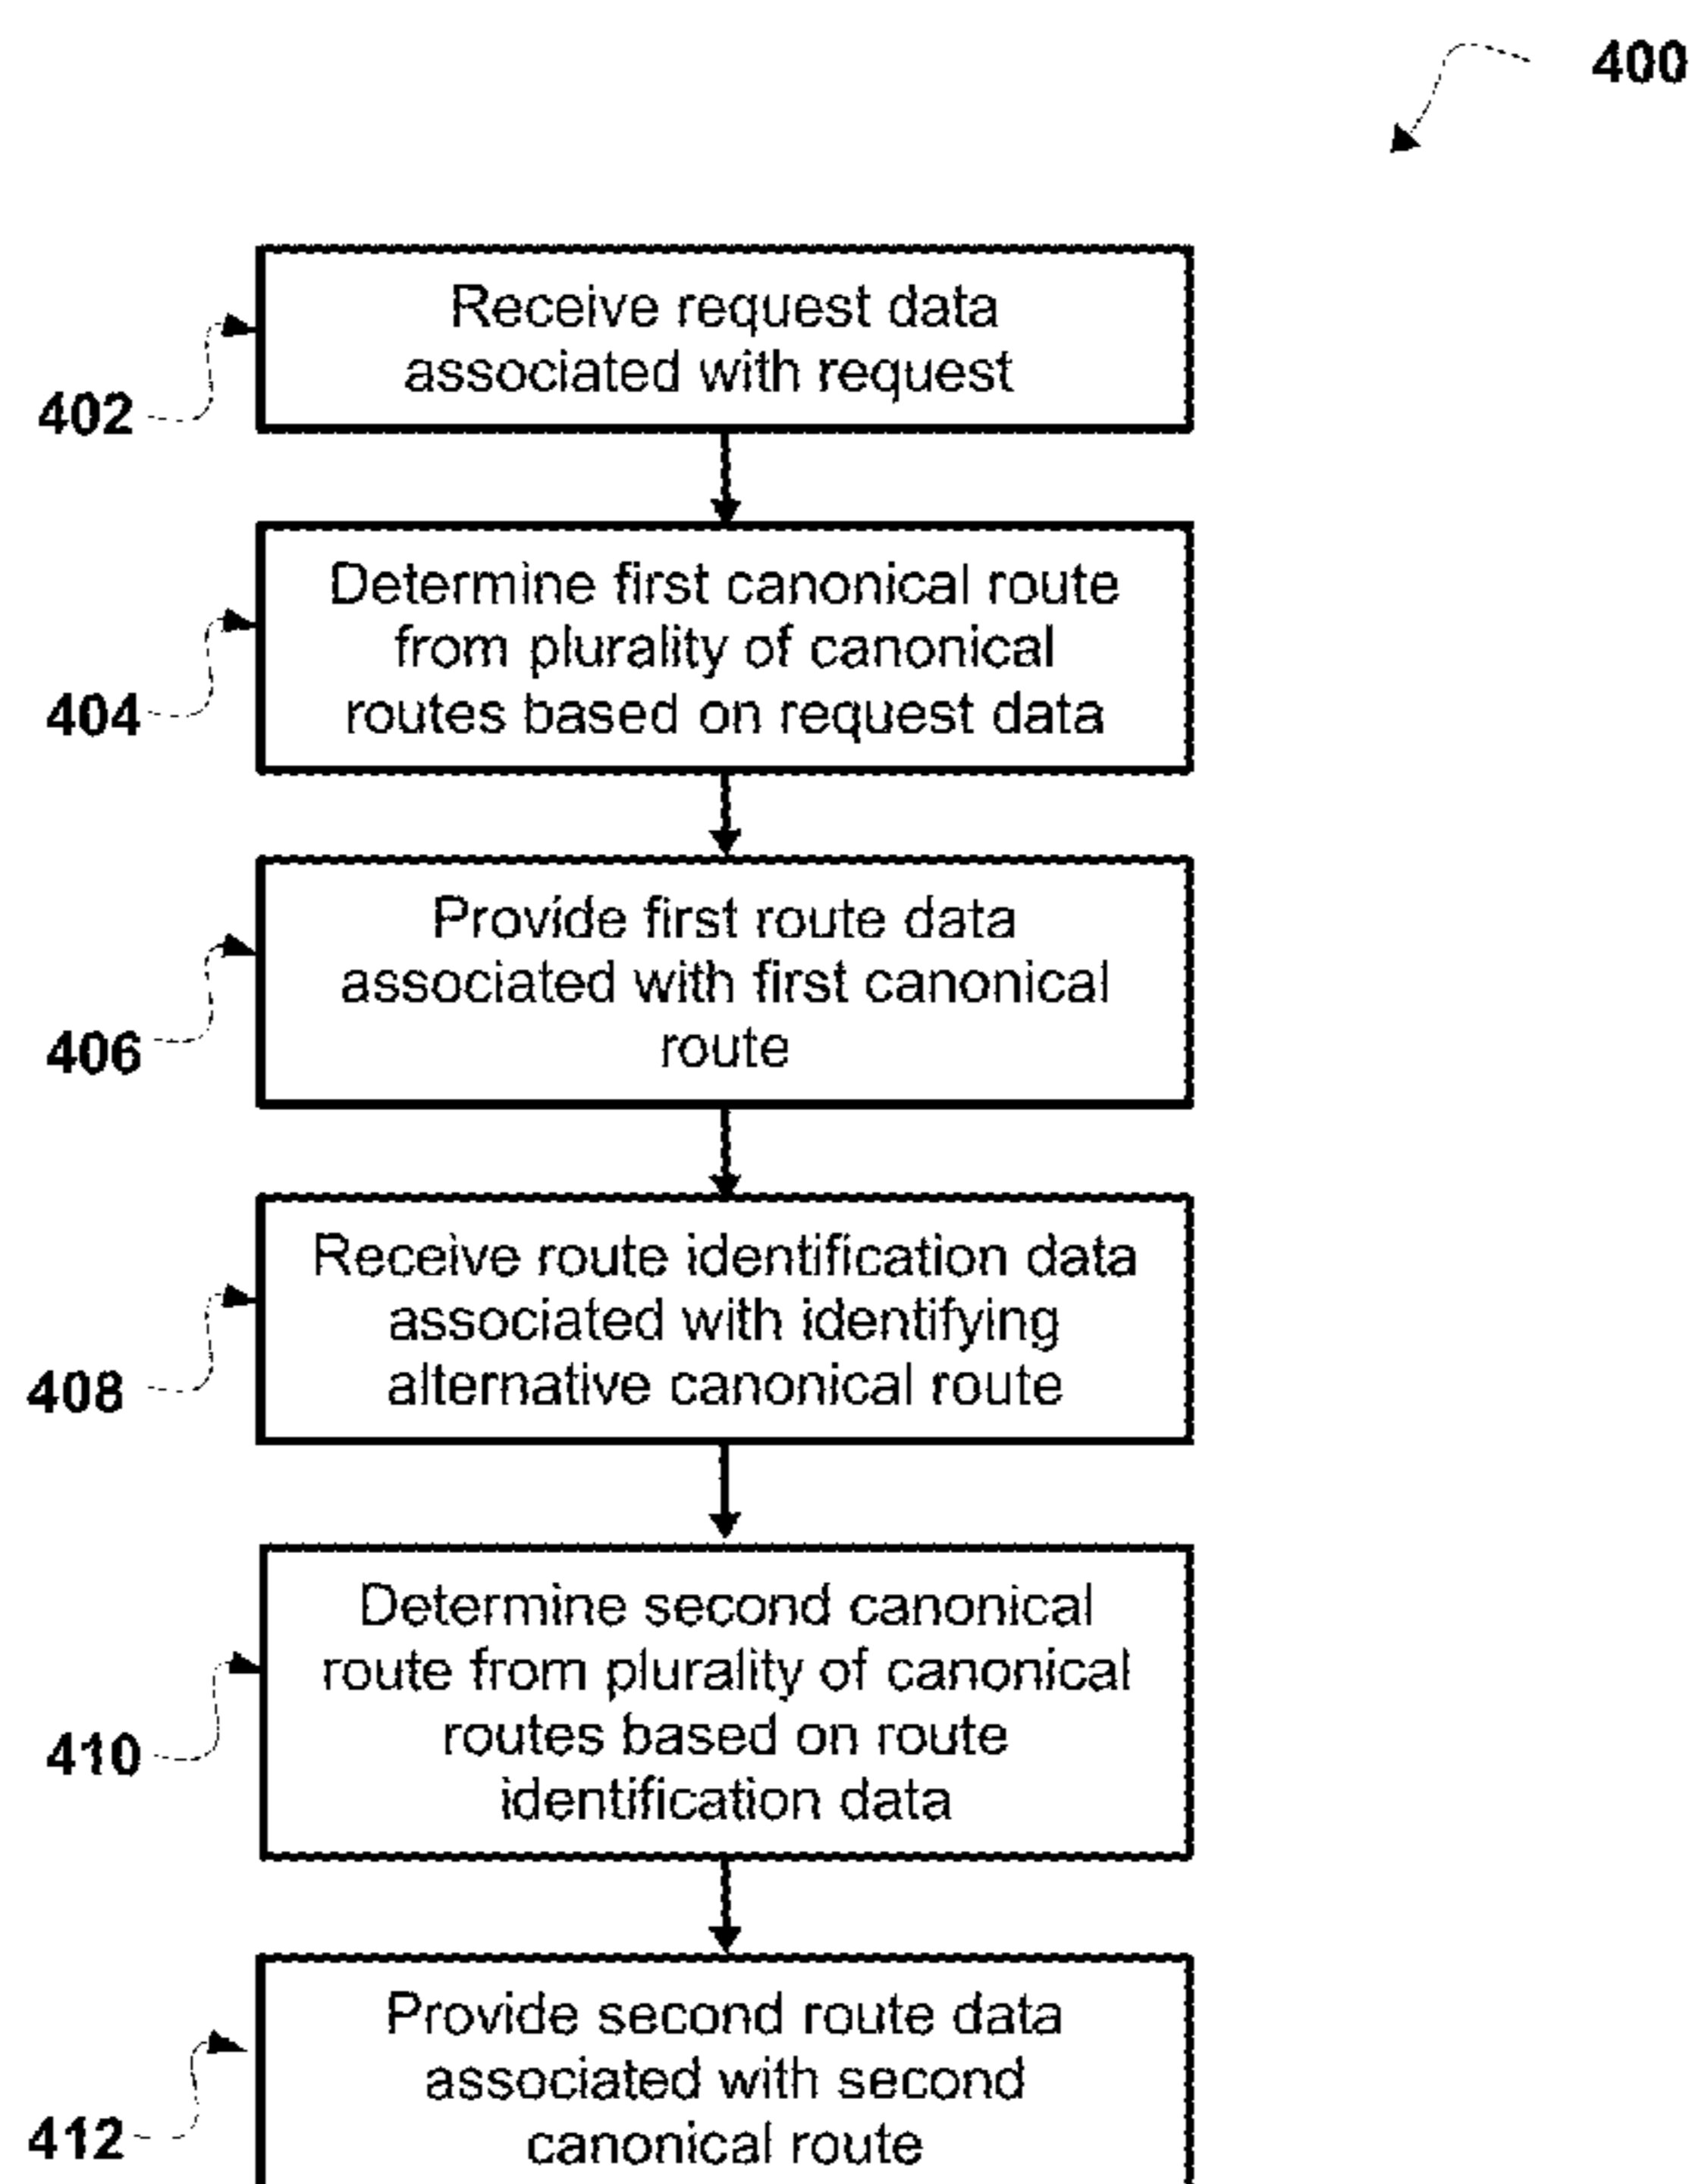 400
Receive request data
associated with request
402
Determine first canonical route
from plurality of canonical
routes based on request data
404
Provide first route data
associated with first canonical
route
406
Receive route identification data
associated with identifying
alternative canonical route
408
Determine second canonical
route from plurality of canonical
routes based on route
identification data
410
Provide second route data
associated with second
canonical route
412